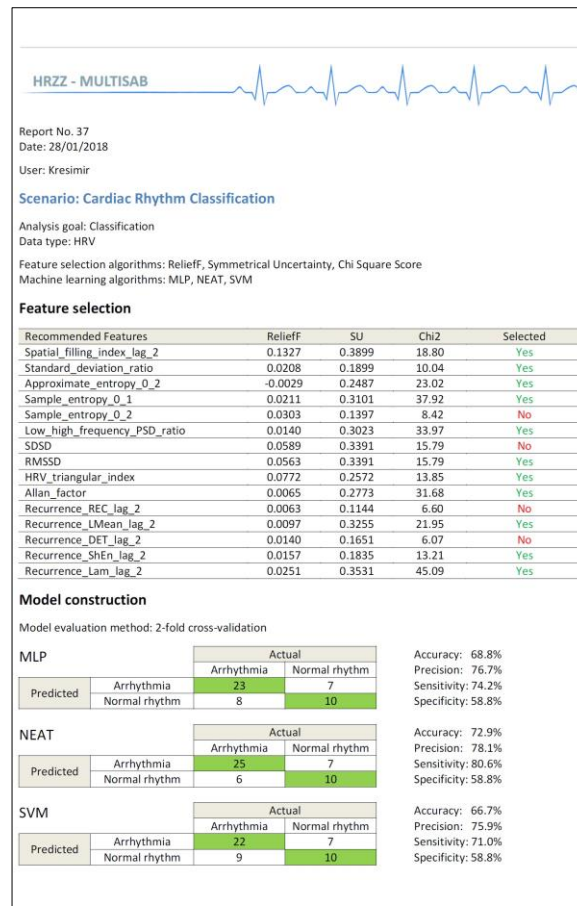 HRZZ - MULTISAB
Report No. 37
Date: 28/01/2018
User: Kresimir
Scenario: Cardiac Rhythm Classification
Analysis goal: Classification
Data type: HRV
Feature selection algorithms: ReliefF, Symmetrical Uncertainty, Chi Square Score
Machine learning algorithms: MLP, NEAT, SVM
Feature selection
Recommended Features ReliefF SU Chi2 Selected
Spatial_filling_index_lag_2 0.1327 0.3899 18.80 Yes
Standard_deviation_ratio 0.0208 0.1899 10.04 Yes
Approximate_entropy_0_2 -0.0029 0.2487 23.02 Yes
Sample_entropy_0_1 0.0211 0.3101 37.92 Yes
Sample_entropy_0_2 0.0303 0.1397 8.42 No
Low_high_frequency_PSD_ratio 0.0140 0.3023 33.97 Yes
SDSD 0.0589 0.3391 15.79 No
RMSSD 0.0563 0.3391 15.79 Yes
HRV_triangular_index 0.0772 0.2572 13.85 Yes
Allan_factor 0.0065 0.2773 31.68 Yes
Recurrence_REC_lag_2 0.0063 0.1144 6.60 No
Recurrence_LMean_lag_2 0.0097 0.3255 21.95 Yes
Recurrence_DET_lag_2 0.0140 0.1651 6.07 No
Recurrence_ShEn_lag_2 0.0157 0.1835 13.21 Yes
Recurrence_Lam_lag_2 0.0251 0.3531 45.09 Yes
Model construction
Model evaluation method: 2-fold cross-validation
MLP Actual Accuracy: 68.8%
Arrhythmia Normal rhythm Precision: 76.7%
Predicted Arrhythmia 23 7 Sensitivity: 74.2%
Normal rhythm 8 10 Specificity: 58.8%
NEAT Actual Accuracy: 72.9%
Arrhythmia Normal rhythm Precision: 78.1%
Predicted Arrhythmia 25 7 Sensitivity: 80.6%
Normal rhythm 6 10 Specificity: 58.8%
SVM Actual Accuracy: 66.7%
Arrhythmia Normal rhythm Precision: 75.9%
Predicted Arrhythmia 22 7 Sensitivity: 71.0%
Normal rhythm 9 10 Specificity: 58.8%